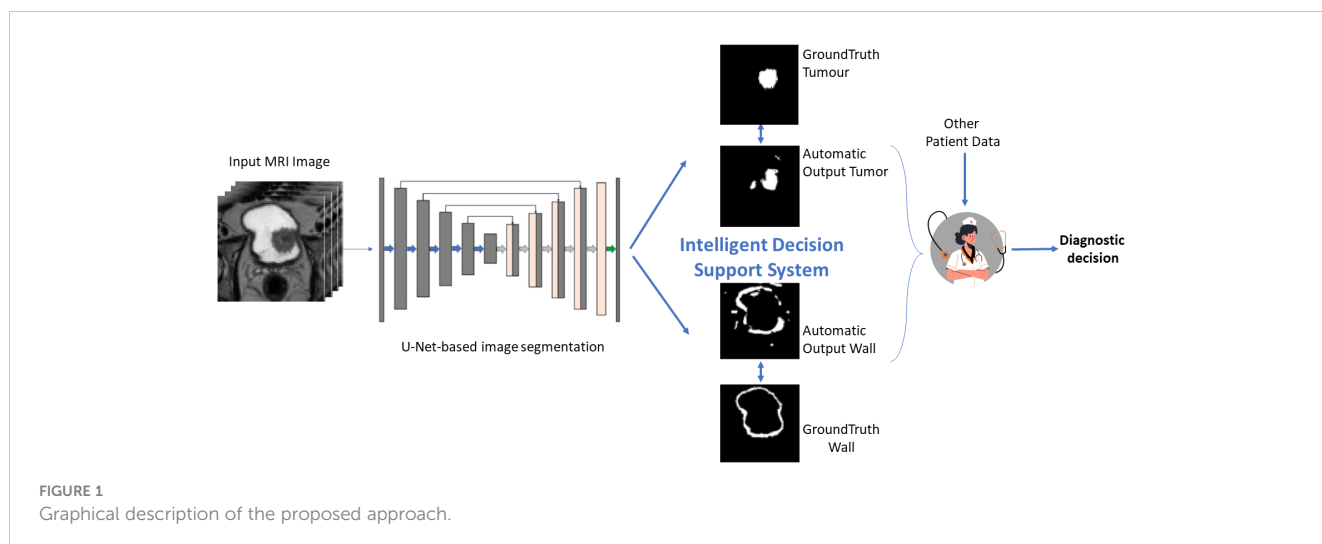 Input MRI Image
U-Net-based image segmentation
GroundTruth
Tumour
Automatic
Output Tumor
Intelligent Decision
Support System
Automatic
Output Wall
GroundTruth
Wall
Other
Patient Data
Diagnostic
decision
FIGURE 1
Graphical description of the proposed approach.